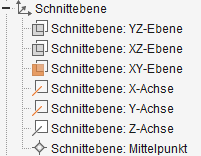 Schnittebene
Schnittebene: YZ-Ebene
Schnittebene: XZ-Ebene
Schnittebene: XY-Ebene
Schnittebene: X-Achse
Schnittebene: Y-Achse
Schnittebene: Z-Achse
Schnittebene: Mittelpunkt